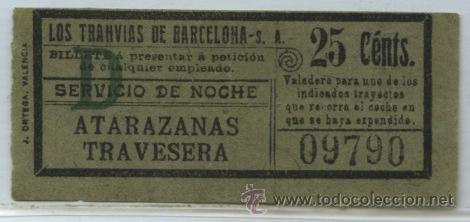 LOS TRANVIAS DE BARCELONA-S. A.
BILLETE á presentar á petición
de cualquier empleado.
SERVICIO DE NOCHE
ATARAZANAS
TRAVESERA
25 Cénts.
Valedero para uno de los
indicados trayectos
que recorra el coche en
que se haya expendido.
09790
J. ORTEGA, VALENCIA
todocoleccion
www.todocoleccion.net